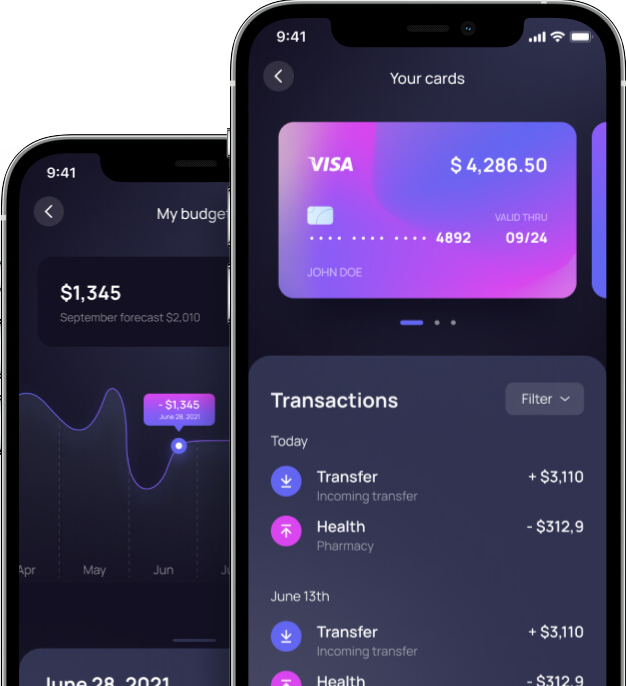 9:41
Your cards
VISA
$ 4,286.50
VALID THRU
•••• •••• •••• 4892
09/24
JOHN DOE
Transactions
Filter
Today
Transfer
+ $3,110
Incoming transfer
Health
- $312,9
Pharmacy
June 13th
Transfer
+ $3,110
Incoming transfer
Health
- $312,9
9:41
My budge
$1,345
September forecast $2,010
- $1,345
June 28, 2021
Apr
May
Jun
June 28, 2021